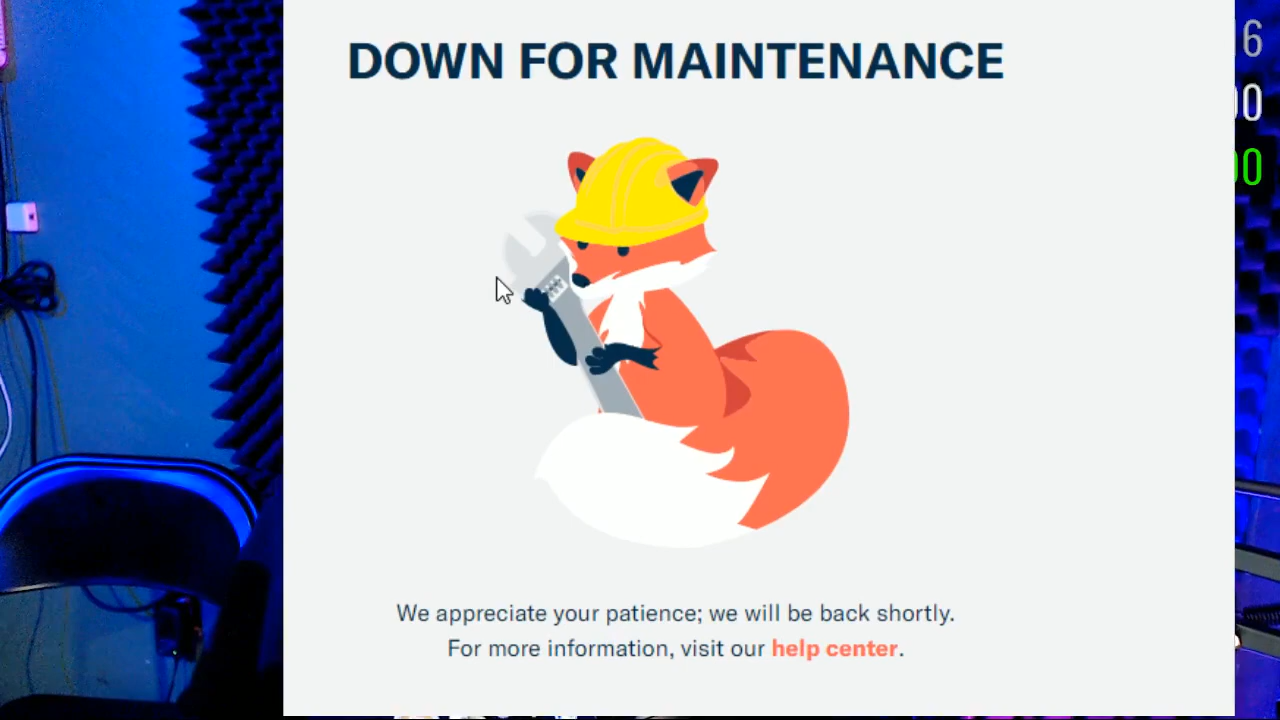 DOWN FOR MAINTENANCE
We appreciate your patience; we will be back shortly.
For more information, visit our help center.